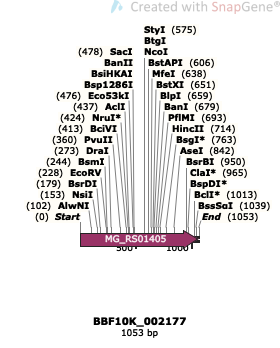 Created with SnapGene®
StyI (575)
BtgI
(478) SacI NcoI
BanII BstAPI (606)
BsiHKAI MfeI (638)
Bsp1286I BstXI (651)
(476) Eco53kI BlpI (659)
(437) AclI BanI (679)
(424) NruI* PflMI (693)
(413) BciVI HincII (714)
(360) PvuII BsgI* (763)
(273) DraI AseI (842)
(244) BsmI BsrBI (950)
(228) EcoRV ClaI* (965)
(179) BsrDI BspDI*
(153) NsiI BclI* (1013)
(102) AlwNI BssSαI (1039)
(0) Start End (1053)
MG_RS01405
500 1000
BBF10K_002177
1053 bp